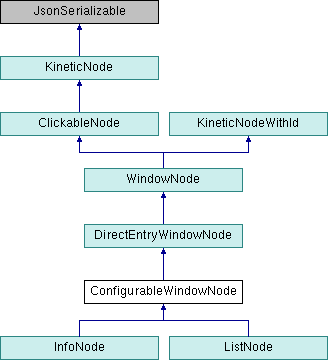 JsonSerializable
KineticNode
ClickableNode
KineticNodeWithId
WindowNode
DirectEntryWindowNode
ConfigurableWindowNode
InfoNode
ListNode